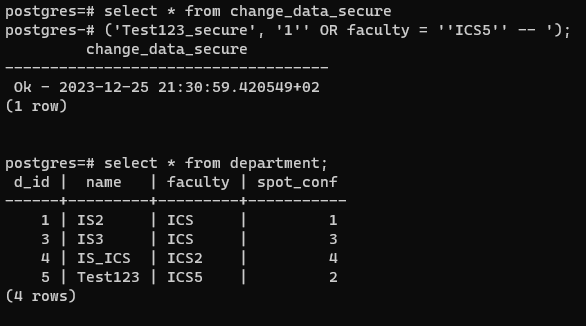 postgres=# select * from change_data_secure
postgres-# ('Test123_secure', '1'' OR faculty = ''ICS5'' -- ');
         change_data_secure
------------------------------------
 Ok - 2023-12-25 21:30:59.420549+02
(1 row)
postgres=# select * from department;
 d_id |  name   | faculty | spot_conf
------+---------+---------+-----------
    1 | IS2     | ICS     |         1
    3 | IS3     | ICS     |         3
    4 | IS_ICS  | ICS2    |         4
    5 | Test123 | ICS5    |         2
(4 rows)